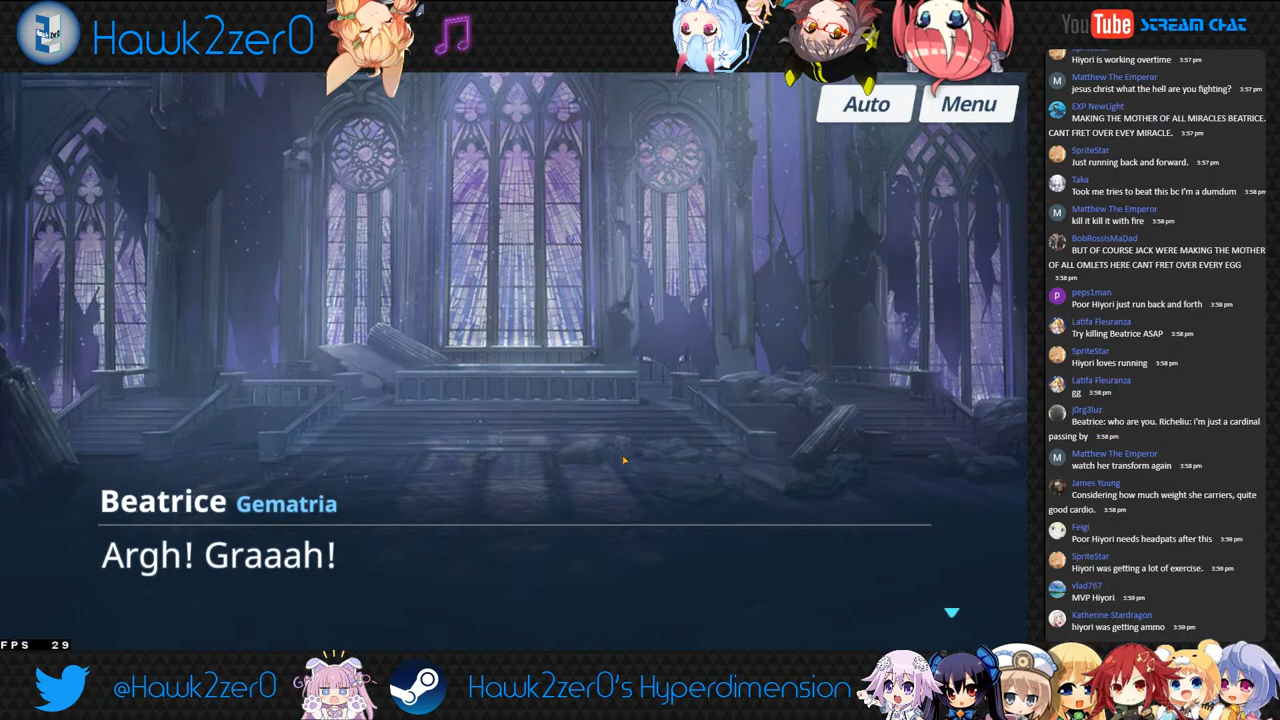 Hawk2zer0
YouTube STREAM CHAT
Auto
Menu
SpriteStar
Hiyori is working overtime 3:57 pm
M Matthew The Emperor
jesus christ what the hell are you fighting? 3:57 pm
EXP NewLight
MAKING THE MOTHER OF ALL MIRACLES BEATRICE.
CANT FRET OVER EVEY MIRACLE. 3:57 pm
SpriteStar
Just running back and forward. 3:57 pm
Taka
Took me tries to beat this bc I'm a dumdum 3:58 pm
M Matthew The Emperor
kill it kill it with fire 3:58 pm
BobRossIsMaDad
BUT OF COURSE JACK WERE MAKING THE MOTHER
OF ALL OMLETS HERE CANT FRET OVER EVERY EGG
3:58 pm
p peps1man
Poor Hiyori just run back and forth 3:58 pm
Latifa Fleuranza
Try killing Beatrice ASAP 3:58 pm
SpriteStar
Hiyori loves running 3:58 pm
Latifa Fleuranza
gg 3:58 pm
j0rg3luz
Beatrice: who are you. Richeliu: i'm just a cardinal
passing by 3:58 pm
M Matthew The Emperor
watch her transform again 3:58 pm
James Young
Considering how much weight she carriers, quite
good cardio. 3:58 pm
Feigi
Poor Hiyori needs headpats after this 3:59 pm
SpriteStar
Hiyori was getting a lot of exercise. 3:59 pm
vlad767
MVP Hiyori 3:59 pm
Katherine Stardragon
hiyori was getting ammo 3:59 pm
Beatrice Gematria
Argh! Graaah!
FPS 29
@Hawk2zer0
Hawk2zer0's Hyperdimension